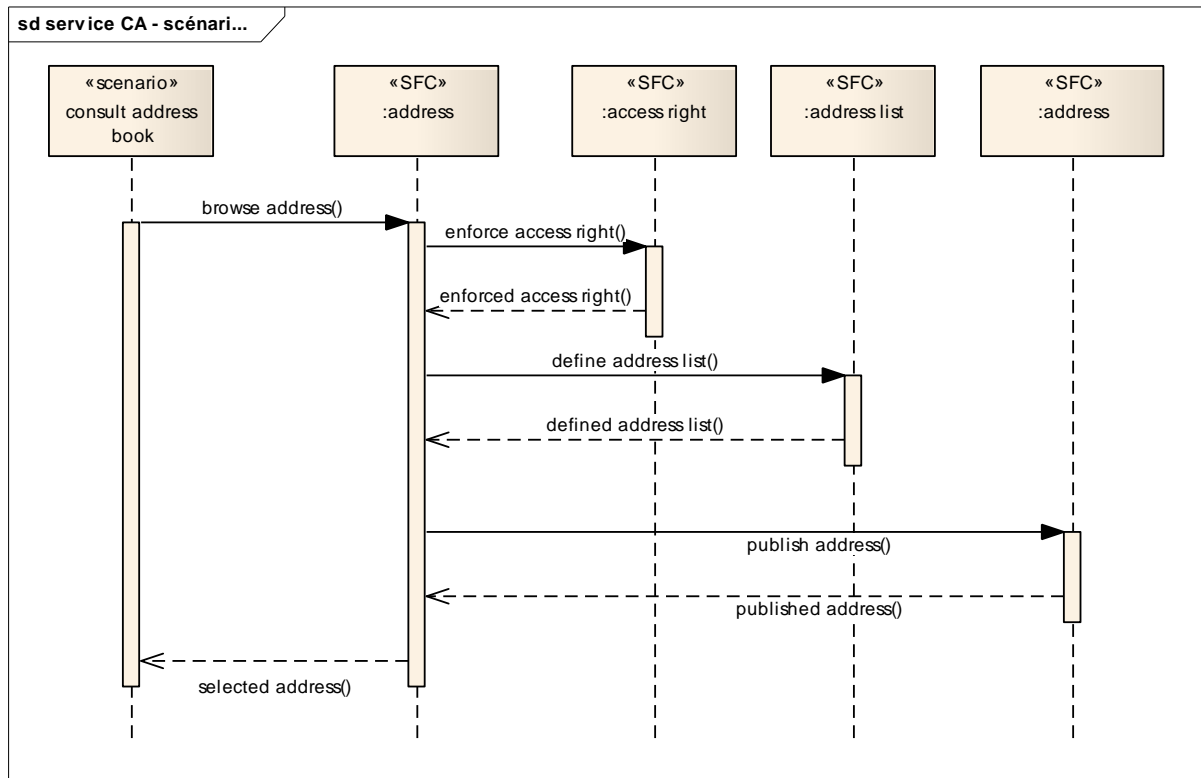 sd service CA - scénari...
«scenario»
consult address
book
«SFC»
:address
«SFC»
:access right
«SFC»
:address list
«SFC»
:address
browse address()
enforce access right()
enforced access right()
define address list()
defined address list()
publish address()
published address()
selected address()